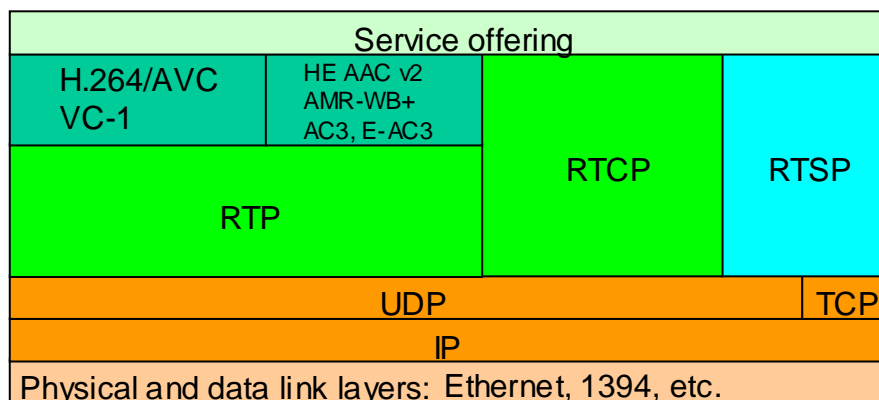 Service offering
H.264/AVC
VC-1
HE AAC v2
AMR-WB+
AC3, E-AC3
RTP
RTCP
RTSP
UDP
TCP
IP
Physical and data link layers: Ethernet, 1394, etc.